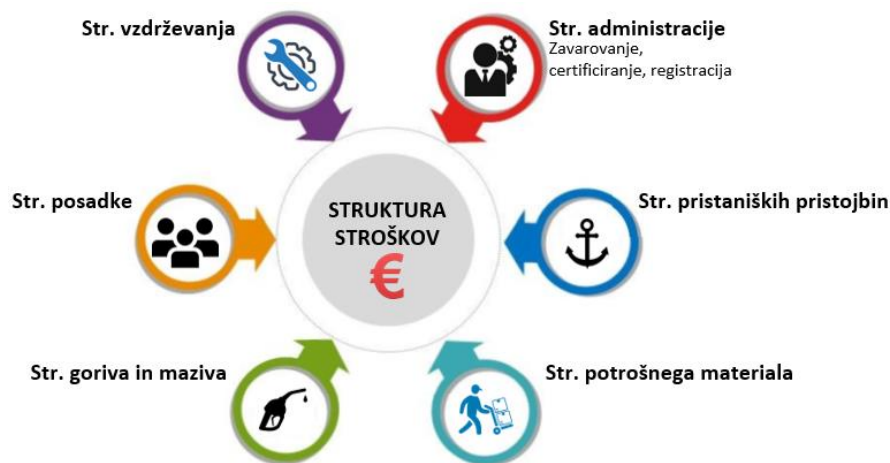 Str. vzdrževanja
Str. administracije
Zavarovanje,
certificiranje, registracija
Str. posadke
STRUKTURA
STROŠKOV
€
Str. pristaniških pristojbin
Str. goriva in maziva
Str. potrošnega materiala